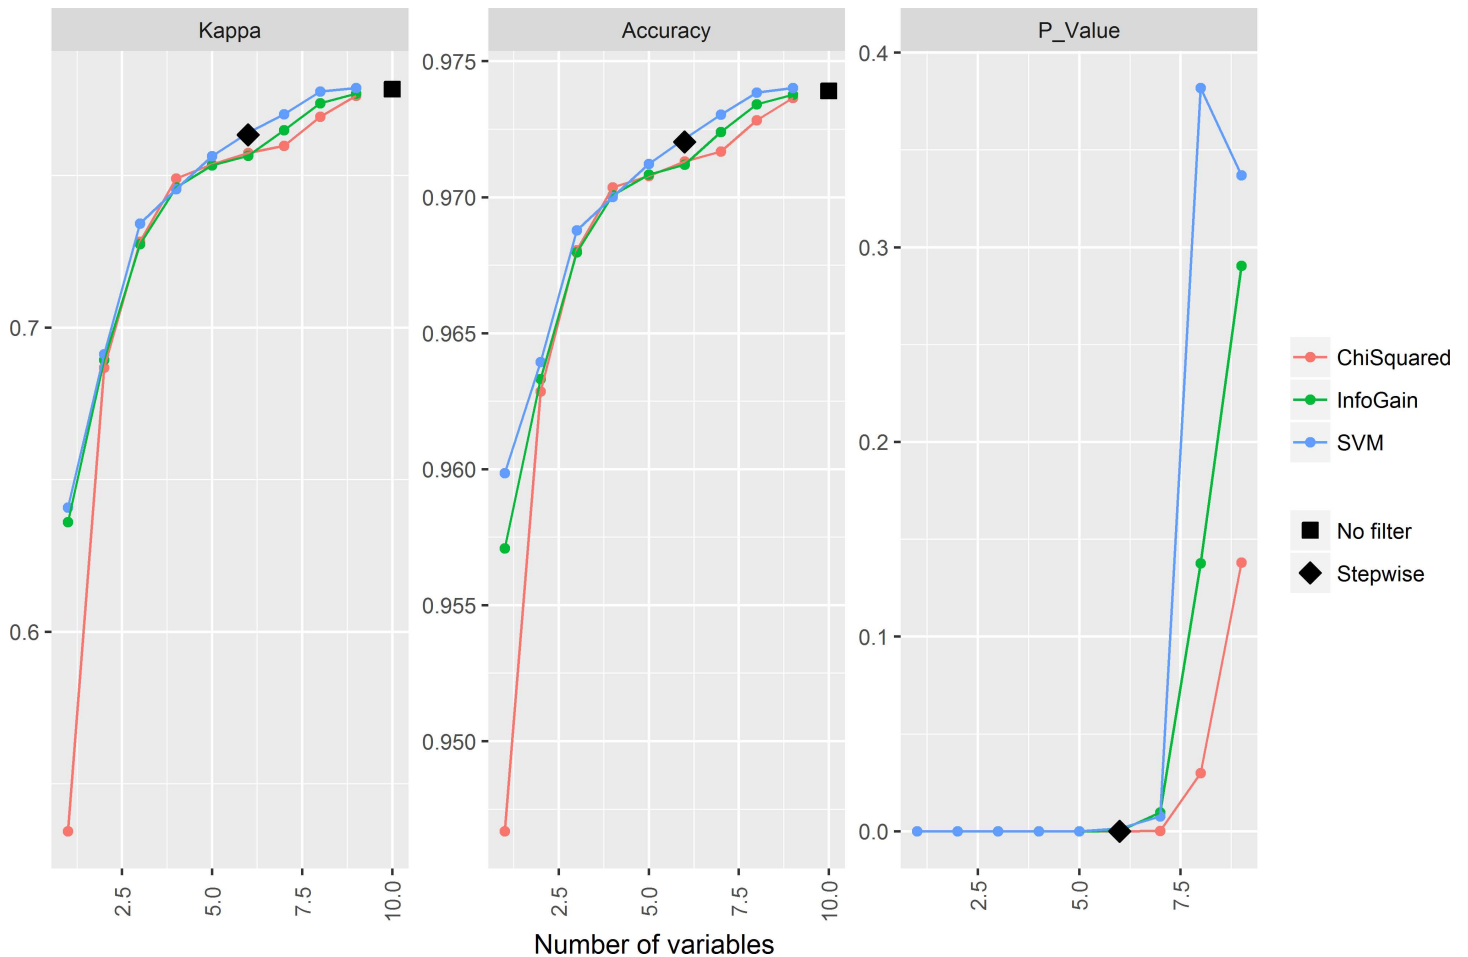 Kappa
Accuracy
P_Value
0.7
0.6
2.5
5.0
7.5
10.0
0.975
0.970
0.965
0.960
0.955
0.950
2.5
5.0
7.5
10.0
0.4
0.3
0.2
0.1
0.0
2.5
5.0
7.5
Number of variables
ChiSquared
InfoGain
SVM
No filter
Stepwise